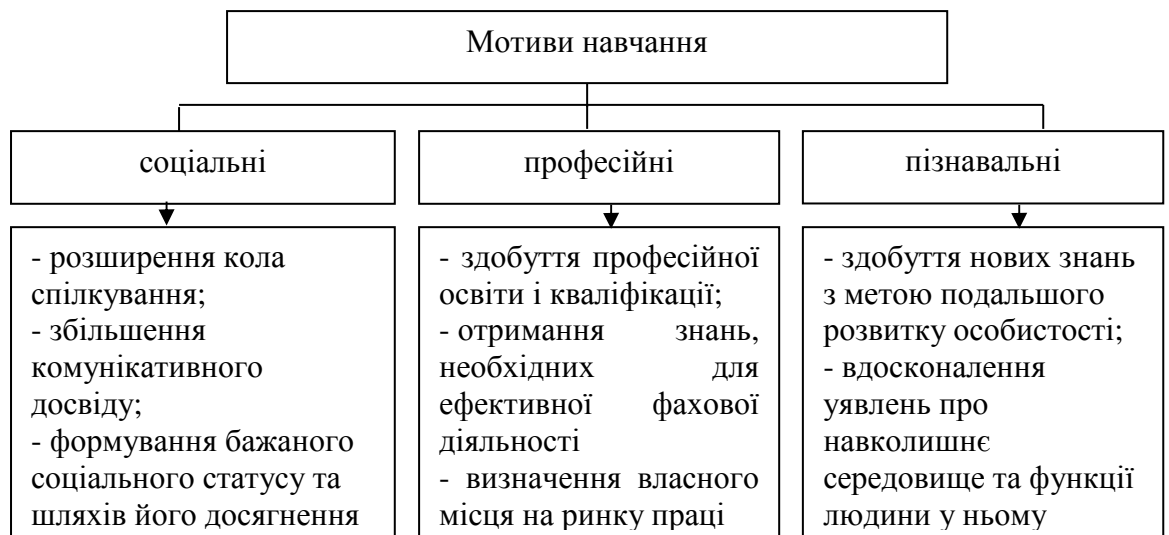 Мотиви навчання
соціальні
професійні
пізнавальні
- розширення кола
спілкування;
- збільшення
комунікативного
досвіду;
- формування бажаного
соціального статусу та
шляхів його досягнення
- здобуття професійної
освіти і кваліфікації;
- отримання знань,
необхідних для
ефективної фахової
діяльності
- визначення власного
місця на ринку праці
- здобуття нових знань
з метою подальшого
розвитку особистості;
- вдосконалення
уявлень про
навколишнє
середовище та функції
людини у ньому